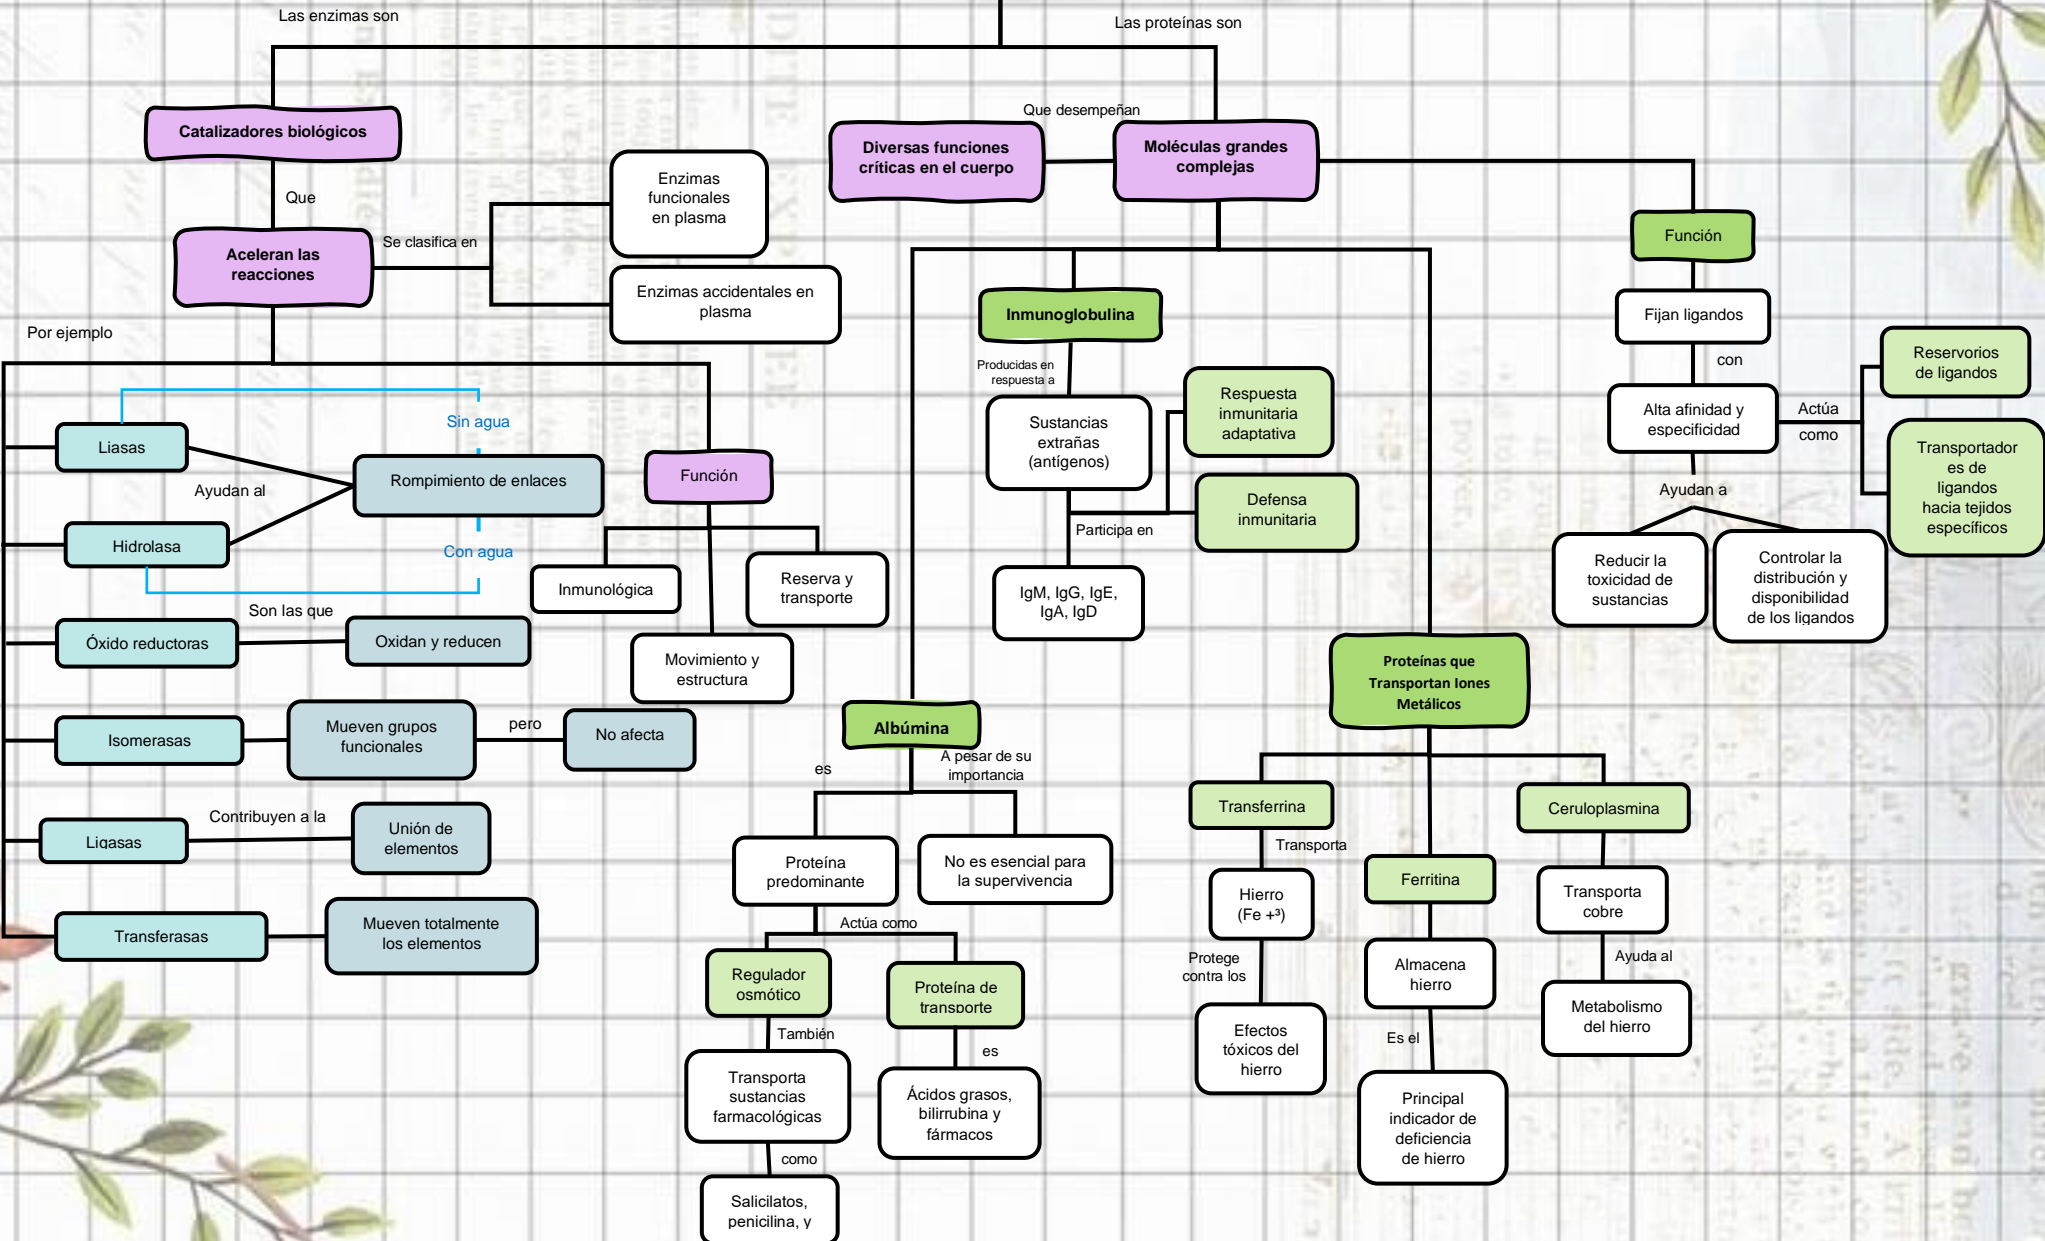 Las enzimas son
Las proteínas son
Catalizadores biológicos
Que
Aceleran las
reacciones
Se clasifica en
Enzimas
funcionales
en plasma
Enzimas accidentales en
plasma
Por ejemplo
Liasas
Ayudan al
Hidrolasa
Sin agua
Rompimiento de enlaces
Con agua
Óxido reductoras
Son las que
Oxidan y reducen
Isomerasas
Mueven grupos
funcionales
pero
No afecta
Ligasas
Contribuyen a la
Unión de
elementos
Transferasas
Mueven totalmente
los elementos
Función
Inmunológica
Reserva y
transporte
Movimiento y
estructura
Que desempeñan
Diversas funciones
críticas en el cuerpo
Moléculas grandes
complejas
Inmunoglobulina
Producidas en
respuesta a
Sustancias
extrañas
(antígenos)
Respuesta
inmunitaria
adaptativa
Defensa
inmunitaria
Participa en
IgM, IgG, IgE,
IgA, IgD
Albúmina
es
A pesar de su
importancia
Proteína
predominante
No es esencial para
la supervivencia
Actúa como
Regulador
osmótico
Proteína de
transporte
También
es
Transporta
sustancias
farmacológicas
Ácidos grasos,
bilirrubina y
fármacos
como
Salicilatos,
penicilina, y
Proteínas que
Transportan Iones
Metálicos
Transferrina
Transporta
Hierro
(Fe +³)
Protege
contra los
Efectos
tóxicos del
hierro
Ferritina
Almacena
hierro
Es el
Principal
indicador de
deficiencia
de hierro
Ceruloplasmina
Transporta
cobre
Ayuda al
Metabolismo
del hierro
Función
Fijan ligandos
con
Alta afinidad y
especificidad
Actúa
como
Reservorios
de ligandos
Transportador
es de
ligandos
hacia tejidos
específicos
Ayudan a
Reducir la
toxicidad de
sustancias
Controlar la
distribución y
disponibilidad
de los ligandos